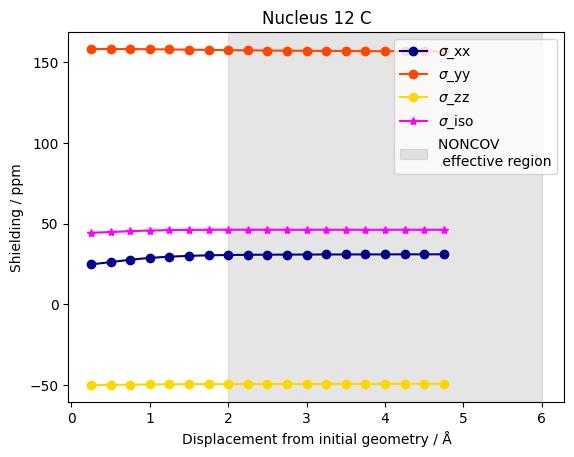 Nucleus 12 C
σ_xx
σ_yy
σ_zz
σ_iso
NONCOV
effective region
Shielding / ppm
150
100
50
0
−50
0 1 2 3 4 5 6
Displacement from initial geometry / Å